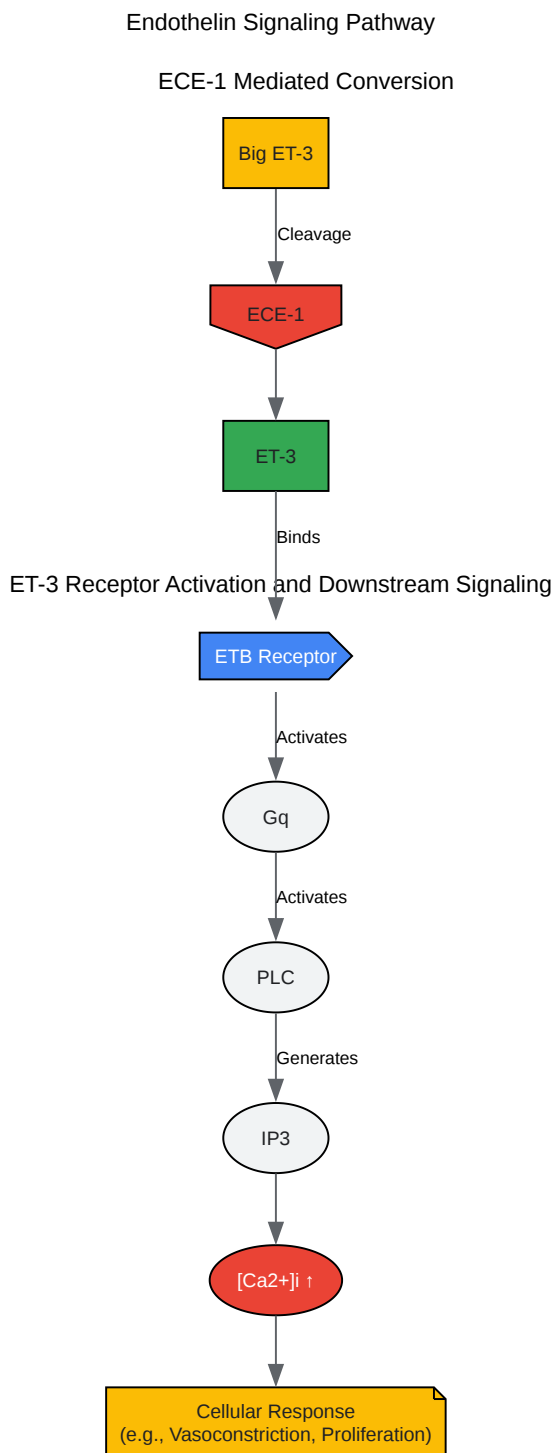 Endothelin Signaling Pathway
ECE-1 Mediated Conversion
Big ET-3
Cleavage
ECE-1
ET-3
Binds
ET-3 Receptor Activation and Downstream Signaling
ETB Receptor
Activates
Gq
Activates
PLC
Generates
IP3
[Ca2+]i ↑
Cellular Response
(e.g., Vasoconstriction, Proliferation)